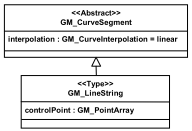 <<Abstract>>
GM_CurveSegment
interpolation : GM_CurveInterpolation = linear
<<Type>>
GM_LineString
controlPoint : GM_PointArray